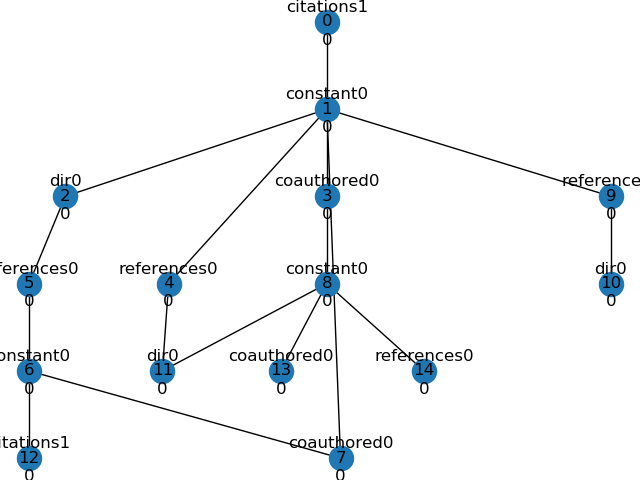 citations1
0
0
constant0
1
0
dir0
2
0
coauthored0
3
0
reference
9
0
ferences0
5
0
references0
4
0
constant0
8
0
dir0
10
0
onstant0
6
0
dir0
11
0
coauthored0
13
0
references0
14
0
itations1
12
0
coauthored0
7
0